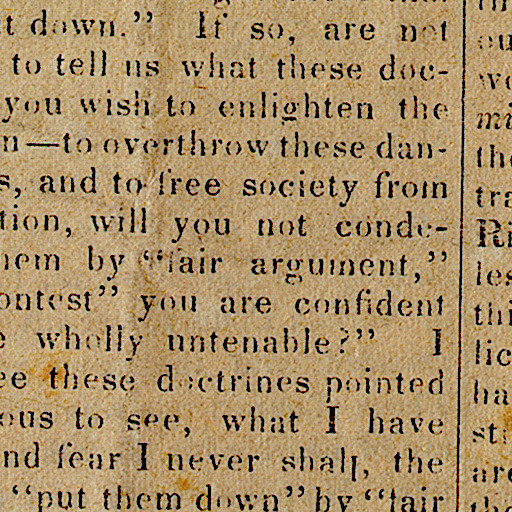 t down." If so, are not
to tell us what these doc-
you wish to enlighten the
n—to overthrow these dan-
s, and to free society from
tion, will you not conde-
hem by "fair argument,"
ontest" you are confident
e wholly untenable?" I
ee these doctrines pointed
ous to see, what I have
nd fear I never shall, the
"put them down" by "fair
ou
we
mi
the
tra
Ri
les
thi
lic
ha
str
are
the